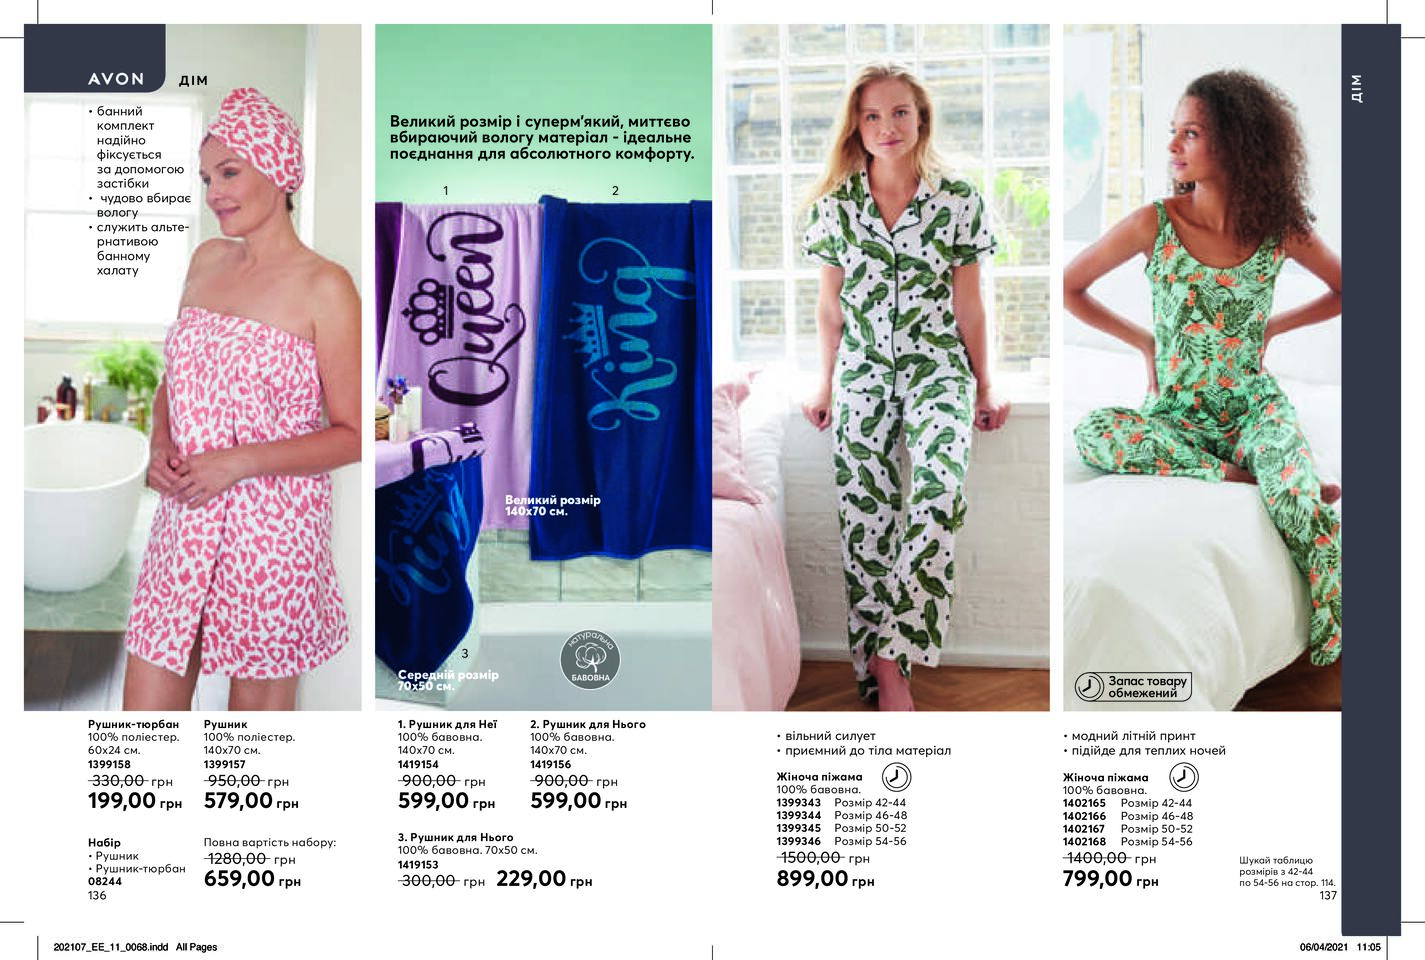 AVON
ДІМ
• банний
комплект
надійно
фіксується
за допомогою
застібки
• чудово вбирає
вологу
• служить альте-
рнативою
банному
халату
Великий розмір і суперм'який, миттєво
вбираючий вологу матеріал - ідеальне
поєднання для абсолютного комфорту.
1
2
Queen
King
King
Великий розмір
140х70 см.
3
Середній розмір
70х50 см.
натуральна
БАВОВНА
ДІМ
Запас товару
обмежений
Рушник-тюрбан
100% поліестер.
60х24 см.
1399158
330,00 грн
199,00 грн
Рушник
100% поліестер.
140х70 см.
1399157
950,00 грн
579,00 грн
Набір
• Рушник
• Рушник-тюрбан
08244
136
Повна вартість набору:
1280,00 грн
659,00 грн
1. Рушник для Неї
100% бавовна.
140х70 см.
1419154
900,00 грн
599,00 грн
2. Рушник для Нього
100% бавовна.
140х70 см.
1419156
900,00 грн
599,00 грн
3. Рушник для Нього
100% бавовна. 70х50 см.
1419153
300,00 грн 229,00 грн
• вільний силует
• приємний до тіла матеріал
Жіноча піжама
100% бавовна.
1399343 Розмір 42-44
1399344 Розмір 46-48
1399345 Розмір 50-52
1399346 Розмір 54-56
1500,00 грн
899,00 грн
• модний літній принт
• підійде для теплих ночей
Жіноча піжама
100% бавовна.
1402165 Розмір 42-44
1402166 Розмір 46-48
1402167 Розмір 50-52
1402168 Розмір 54-56
1400,00 грн
799,00 грн
Шукай таблицю
розмірів з 42-44
по 54-56 на стор. 114.
137
202107_EE_11_0068.indd All Pages
06/04/2021 11:05